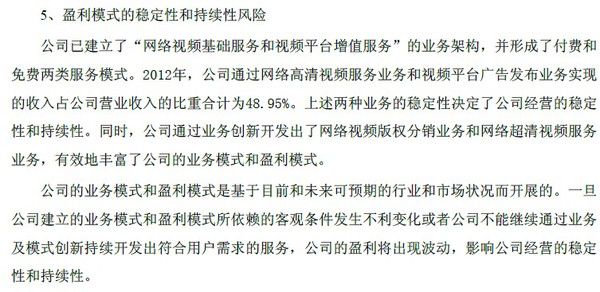 5、盈利模式的稳定性和持续性风险
公司已建立了“网络视频基础服务和视频平台增值服务”的业务架构，并形成了付费和
免费两类服务模式。2012年，公司通过网络高清视频服务业务和视频平台广告发布业务实现
的收入占公司营业收入的比重合计为48.95%。上述两种业务的稳定性决定了公司经营的稳定
性和持续性。同时，公司通过业务创新开发出了网络视频版权分销业务和网络超清视频服务
业务，有效地丰富了公司的业务模式和盈利模式。
公司的业务模式和盈利模式是基于目前和未来可预期的行业和市场状况而开展的。一旦
公司建立的业务模式和盈利模式所依赖的客观条件发生不利变化或者公司不能继续通过业务
及模式创新持续开发出符合用户需求的服务，公司的盈利将出现波动，影响公司经营的稳定
性和持续性。